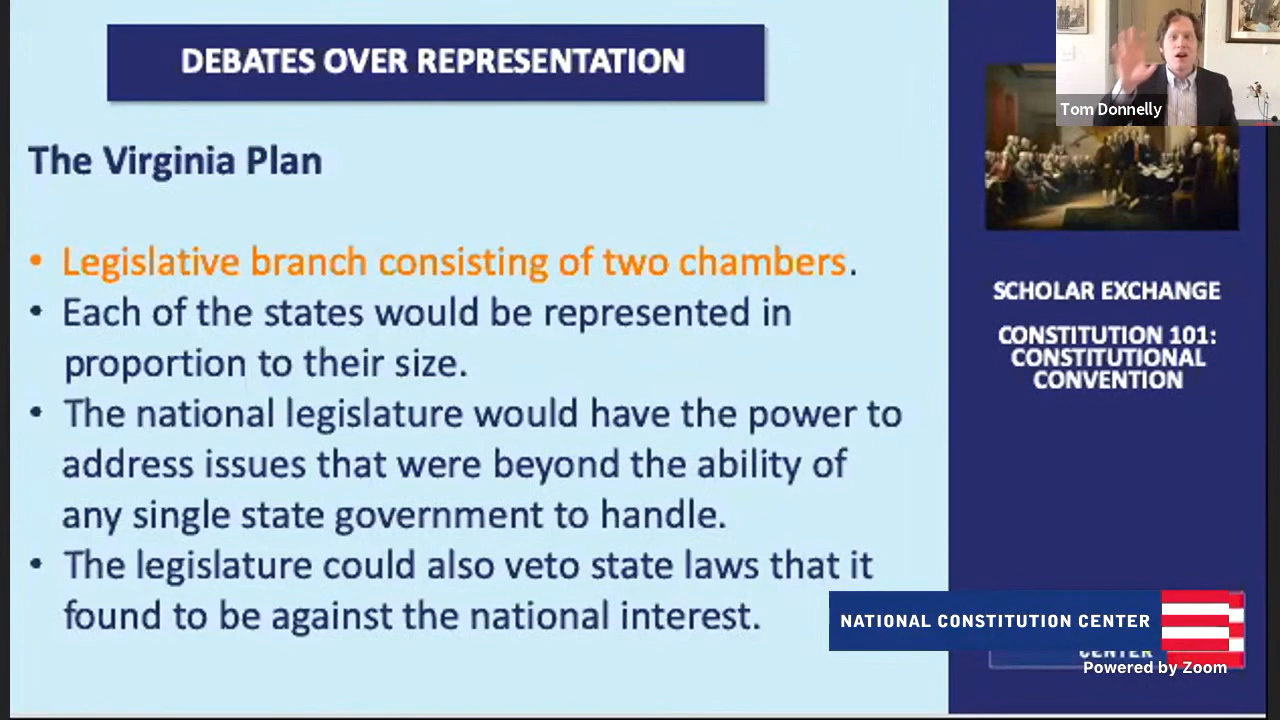 DEBATES OVER REPRESENTATION
The Virginia Plan
• Legislative branch consisting of two chambers.
• Each of the states would be represented in
proportion to their size.
• The national legislature would have the power to
address issues that were beyond the ability of
any single state government to handle.
• The legislature could also veto state laws that it
found to be against the national interest.
Tom Donnelly
SCHOLAR EXCHANGE
CONSTITUTION 101:
CONSTITUTIONAL
CONVENTION
NATIONAL CONSTITUTION CENTER
CENTER
Powered by Zoom